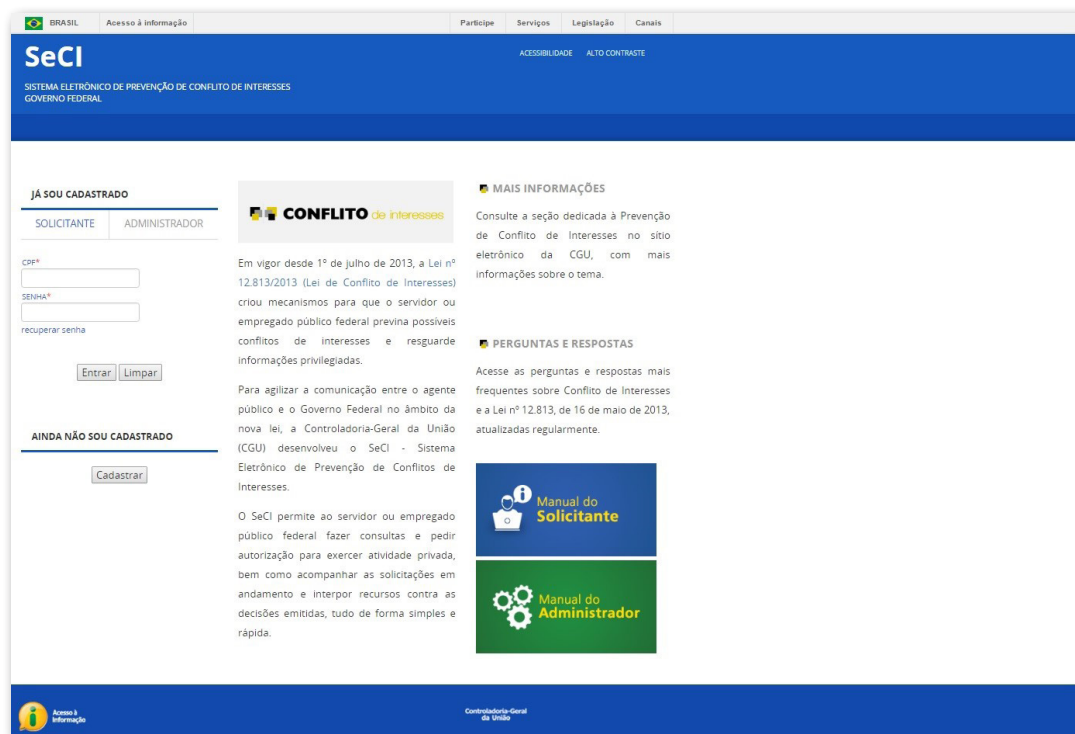 BRASIL Acesso à informação Participe Serviços Legislação Canais
SeCI
ACESSIBILIDADE ALTO CONTRASTE
SISTEMA ELETRÔNICO DE PREVENÇÃO DE CONFLITO DE INTERESSES
GOVERNO FEDERAL
JÁ SOU CADASTRADO
SOLICITANTE ADMINISTRADOR
CPF*
SENHA*
recuperar senha
Entrar Limpar
AINDA NÃO SOU CADASTRADO
Cadastrar
CONFLITO de interesses
Em vigor desde 1º de julho de 2013, a Lei nº
12.813/2013 (Lei de Conflito de Interesses)
criou mecanismos para que o servidor ou
empregado público federal previna possíveis
conflitos de interesses e resguarde
informações privilegiadas.
Para agilizar a comunicação entre o agente
público e o Governo Federal no âmbito da
nova lei, a Controladoria-Geral da União
(CGU) desenvolveu o SeCI - Sistema
Eletrônico de Prevenção de Conflitos de
Interesses.
O SeCI permite ao servidor ou empregado
público federal fazer consultas e pedir
autorização para exercer atividade privada,
bem como acompanhar as solicitações em
andamento e interpor recursos contra as
decisões emitidas, tudo de forma simples e
rápida.
MAIS INFORMAÇÕES
Consulte a seção dedicada à Prevenção
de Conflito de Interesses no sítio
eletrônico da CGU, com mais
informações sobre o tema.
PERGUNTAS E RESPOSTAS
Acesse as perguntas e respostas mais
frequentes sobre Conflito de Interesses
e a Lei nº 12.813, de 16 de maio de 2013,
atualizadas regularmente.
Manual do
Solicitante
Manual do
Administrador
Acesso à
Informação
Controladoria-Geral
da União